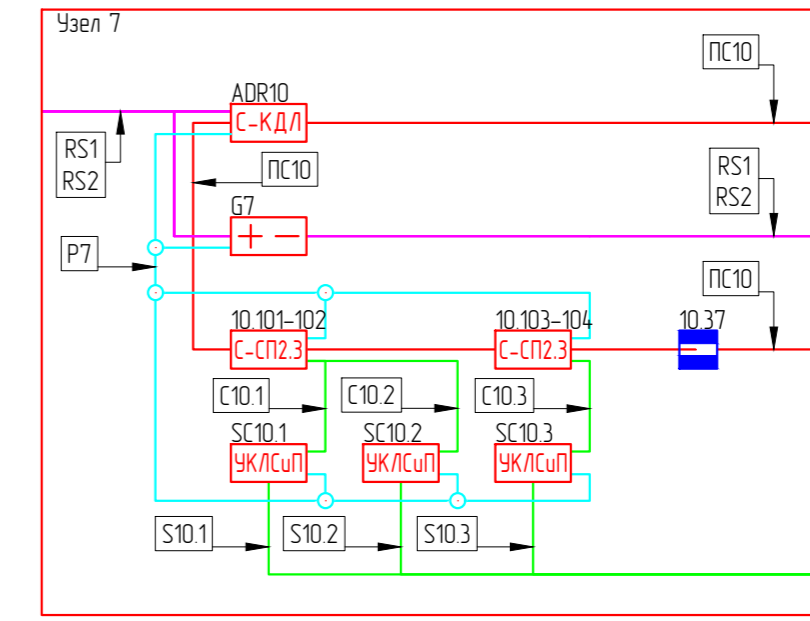 Узел 7
ПС10
ADR10
С-КДЛ
RS1
RS2
ПС10
RS1
RS2
G7
+ −
P7
ПС10
10.101-102
С-СП2.3
10.103-104
С-СП2.3
10.37
С10.1
С10.2
С10.3
SC10.1
УКЛСиП
SC10.2
УКЛСиП
SC10.3
УКЛСиП
S10.1
S10.2
S10.3